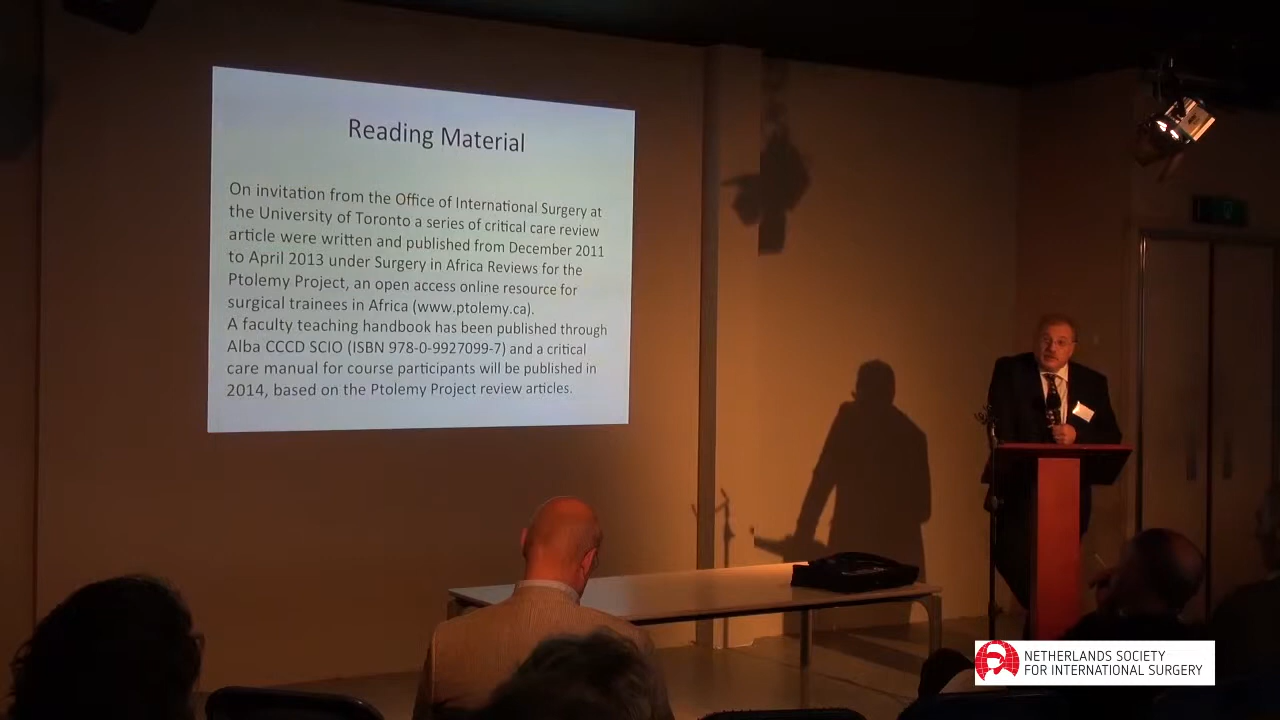 Reading Material
On invitation from the Office of International Surgery at
the University of Toronto a series of critical care review
article were written and published from December 2011
to April 2013 under Surgery in Africa Reviews for the
Ptolemy Project, an open access online resource for
surgical trainees in Africa (www.ptolemy.ca).
A faculty teaching handbook has been published through
Alba CCCD SCIO (ISBN 978-0-9927099-7) and a critical
care manual for course participants will be published in
2014, based on the Ptolemy Project review articles.
NETHERLANDS SOCIETY
FOR INTERNATIONAL SURGERY